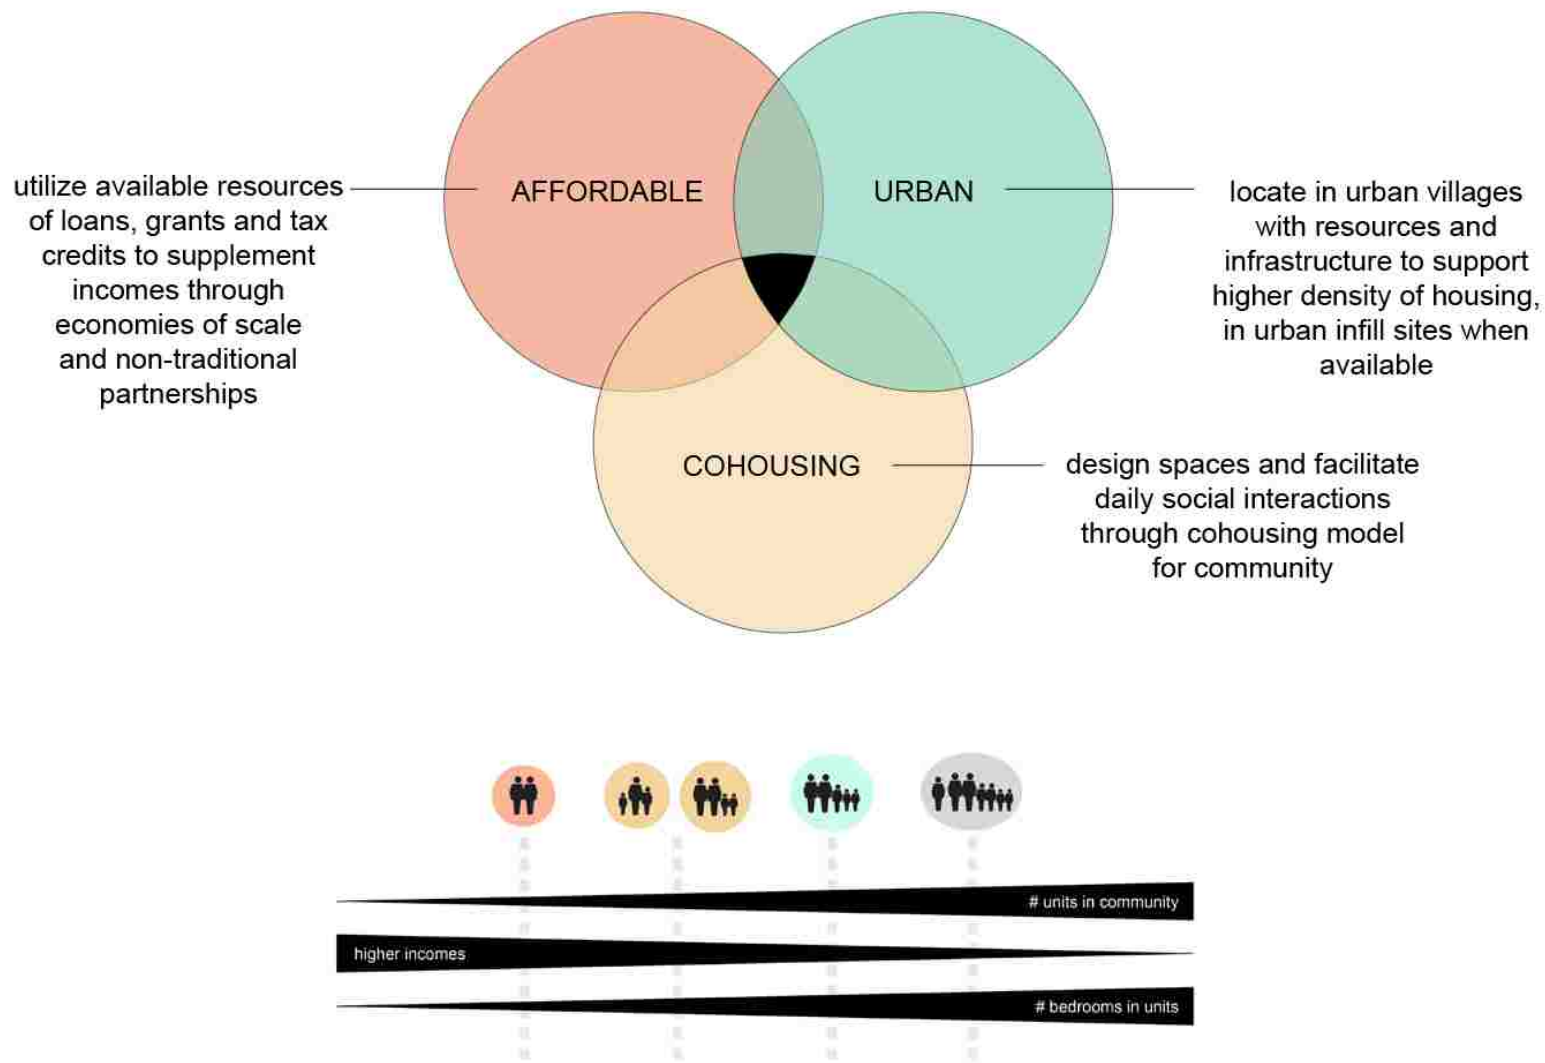 AFFORDABLE
URBAN
COHOUSING
utilize available resources
of loans, grants and tax
credits to supplement
incomes through
economies of scale
and non-traditional
partnerships
locate in urban villages
with resources and
infrastructure to support
higher density of housing,
in urban infill sites when
available
design spaces and facilitate
daily social interactions
through cohousing model
for community
# units in community
higher incomes
# bedrooms in units